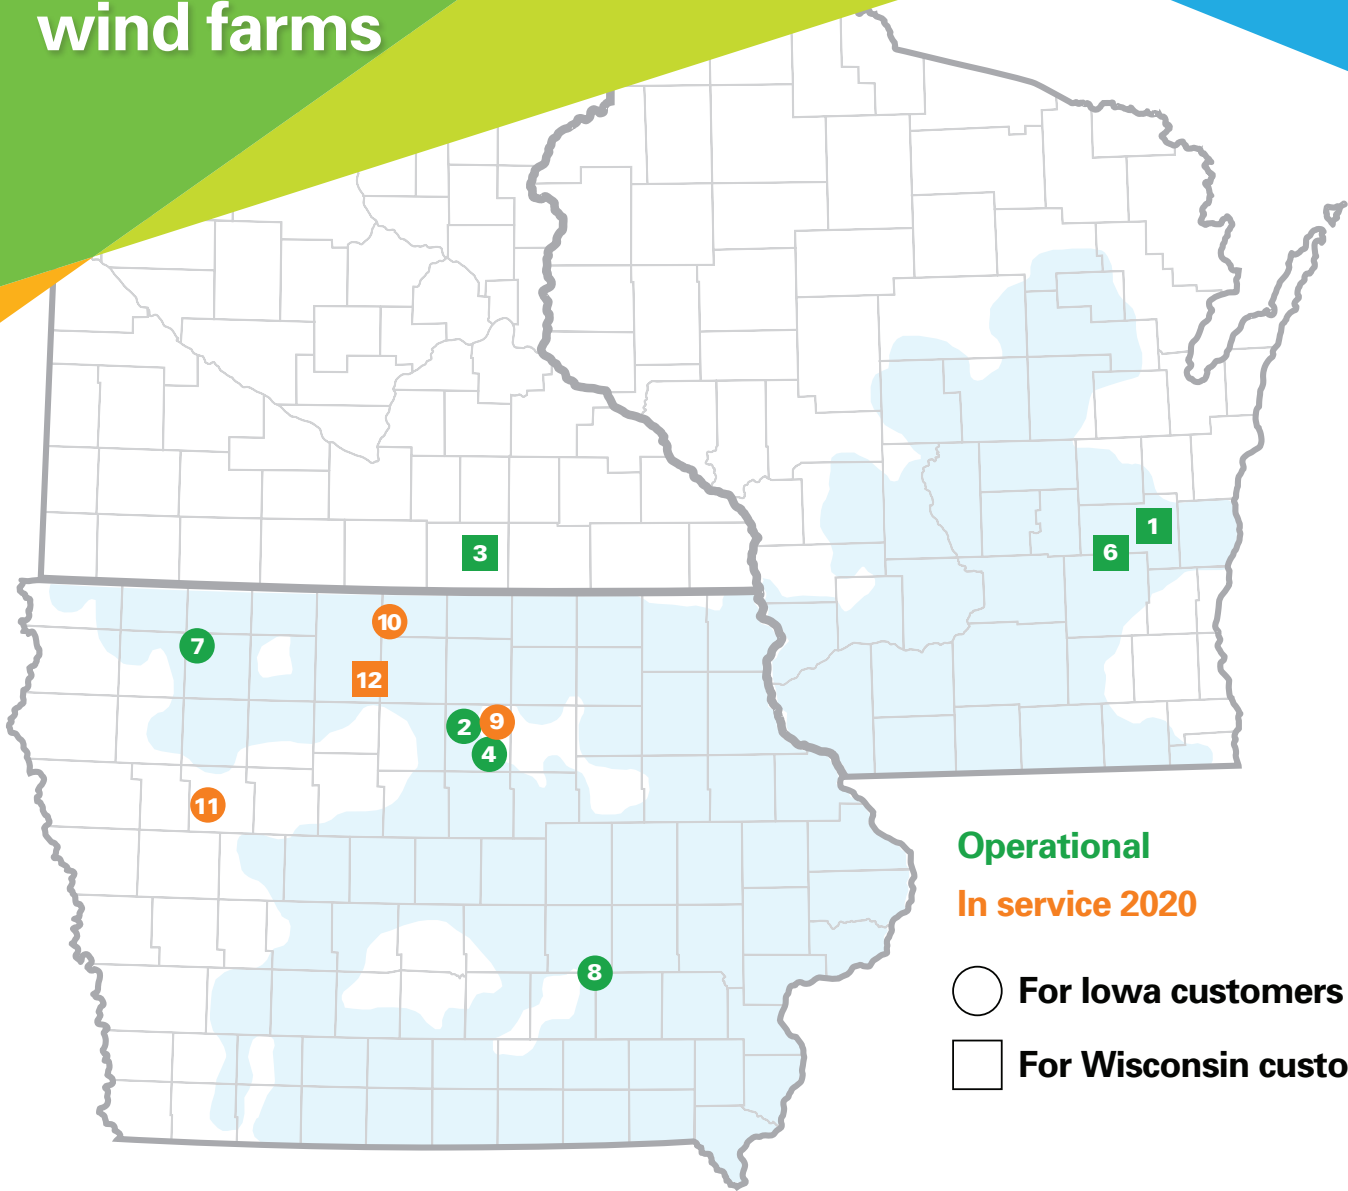 wind farms
1
3
6
10
7
12
2
9
4
11
Operational
In service 2020
8
For Iowa customers
For Wisconsin custo